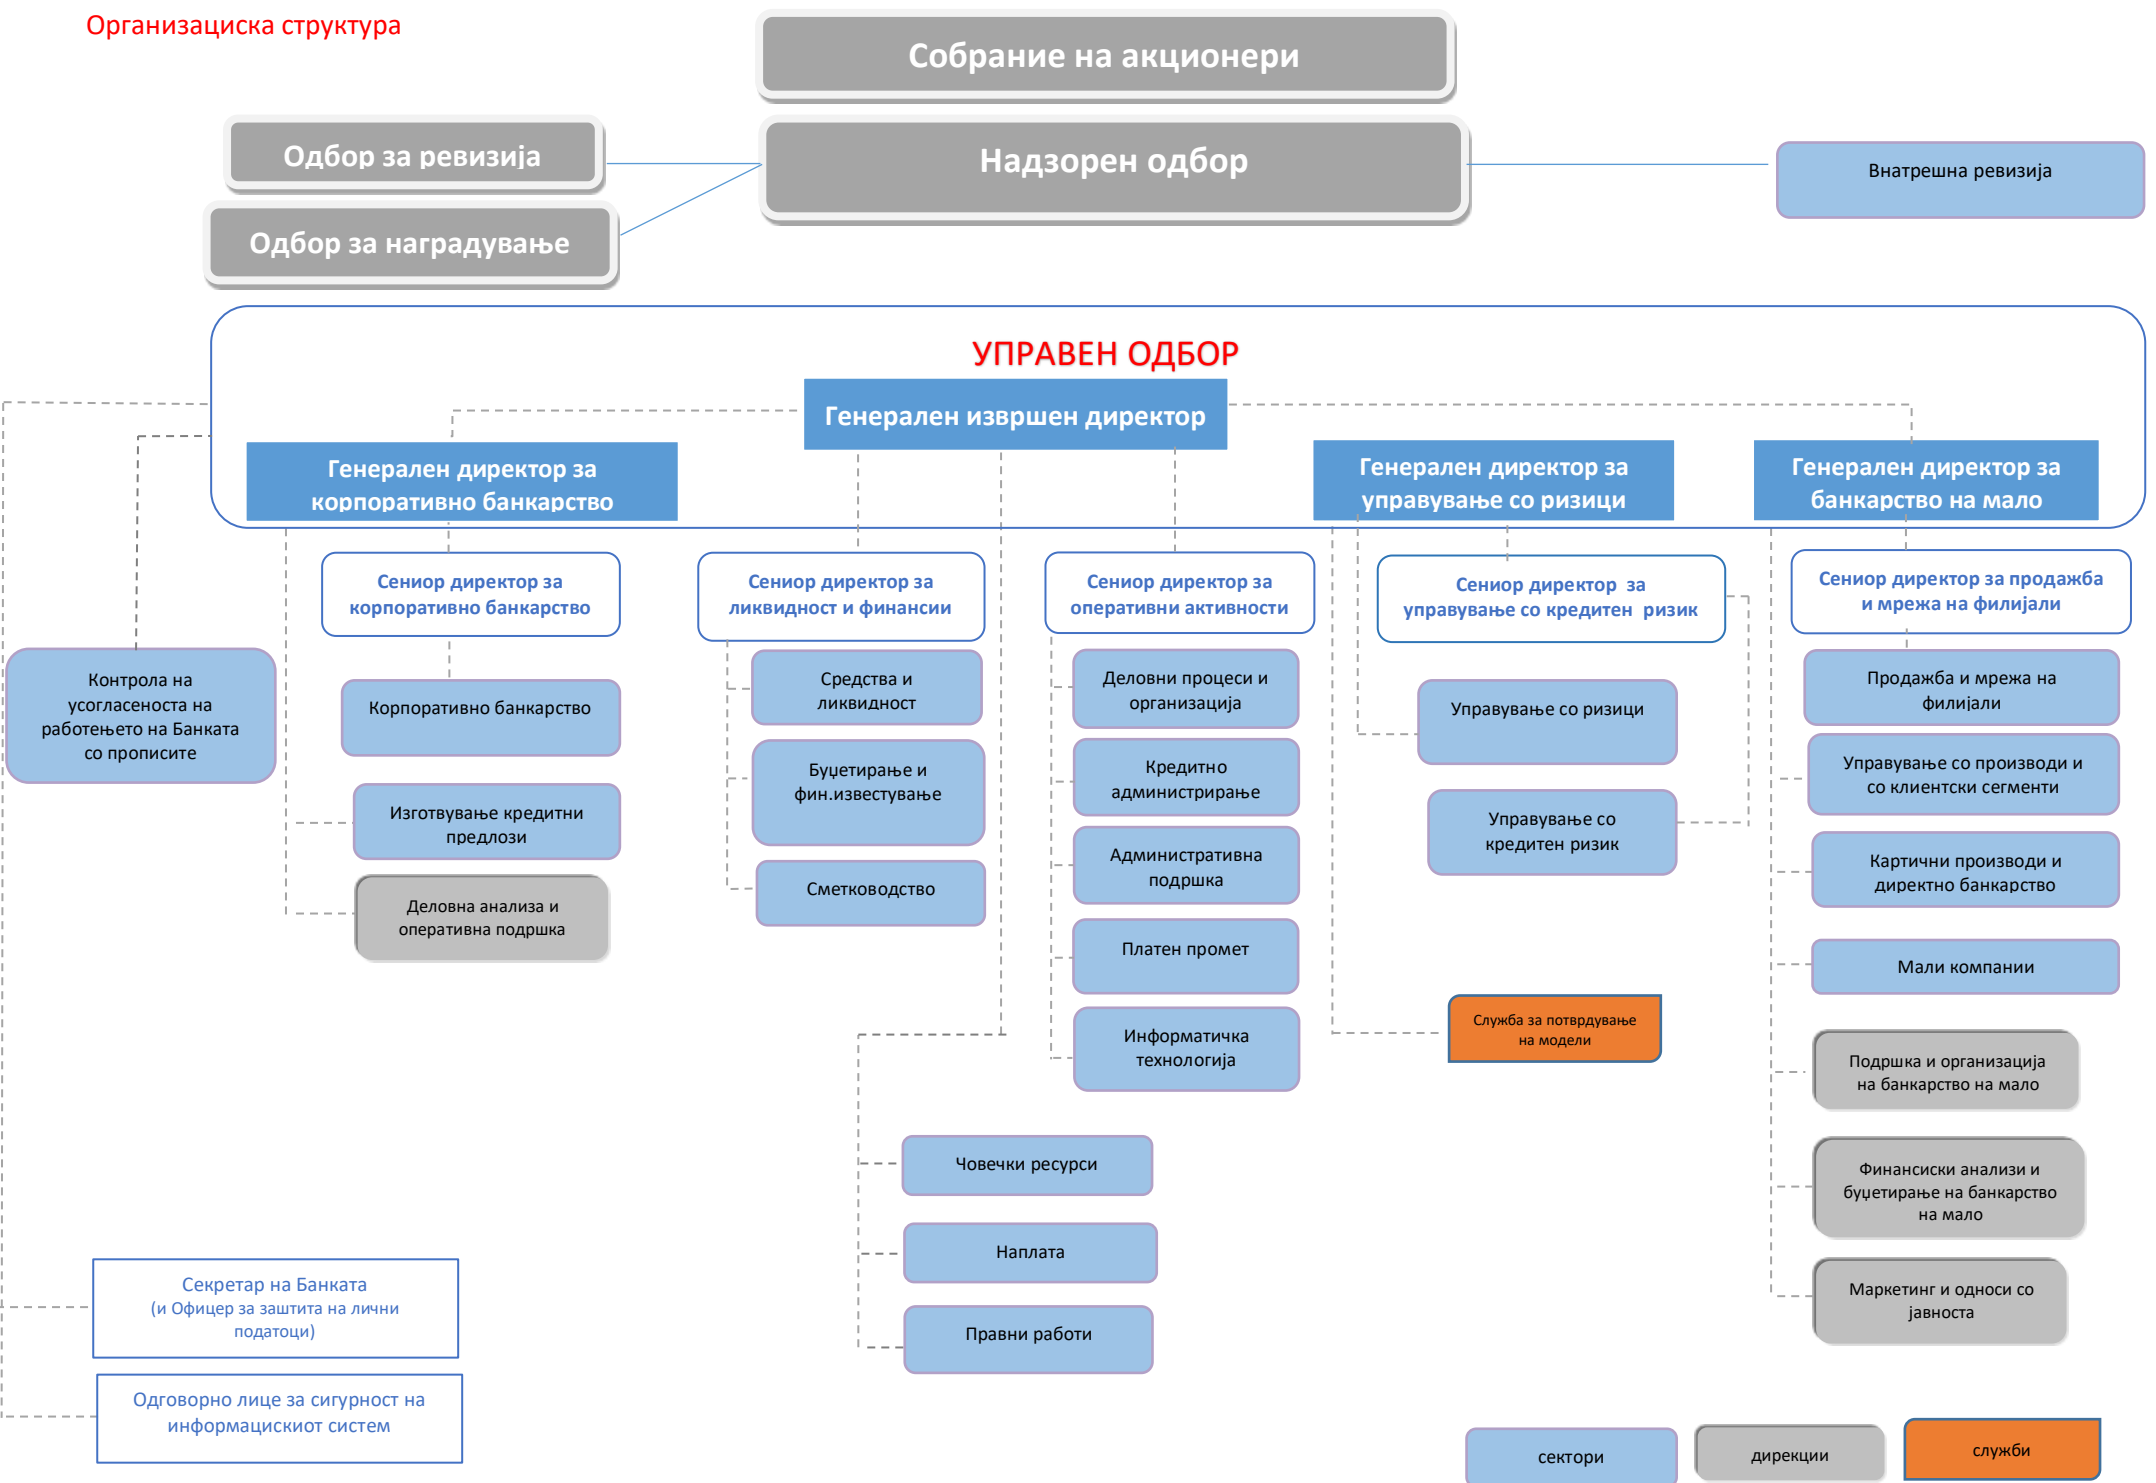 Организациска структура
Собрание на акционери
Одбор за ревизија
Надзорен одбор
Внатрешна ревизија
Одбор за наградување
УПРАВЕН ОДБОР
Генерален извршен директор
Генерален директор за
корпоративно банкарство
Генерален директор за
управување со ризици
Генерален директор за
банкарство на мало
Сениор директор за
корпоративно банкарство
Сениор директор за
ликвидност и финансии
Сениор директор за
оперативни активности
Сениор директор за
управување со кредитен ризик
Сениор директор за продажба
и мрежа на филијали
Контрола на
усогласеноста на
работењето на Банката
со прописите
Корпоративно банкарство
Изготвување кредитни
предлози
Деловна анализа и
оперативна подршка
Средства и
ликвидност
Буџетирање и
фин.известување
Сметководство
Деловни процеси и
организација
Кредитно
администрирање
Административна
подршка
Платен промет
Информатичка
технологија
Управување со ризици
Управување со
кредитен ризик
Служба за потврдување
на модели
Продажба и мрежа на
филијали
Управување со производи и
со клиентски сегменти
Картични производи и
директно банкарство
Мали компании
Подршка и организација
на банкарство на мало
Финансиски анализи и
буџетирање на банкарство
на мало
Маркетинг и односи со
јавноста
Човечки ресурси
Наплата
Правни работи
Секретар на Банката
(и Офицер за заштита на лични
податоци)
Одговорно лице за сигурност на
информацискиот систем
сектори
дирекции
служби